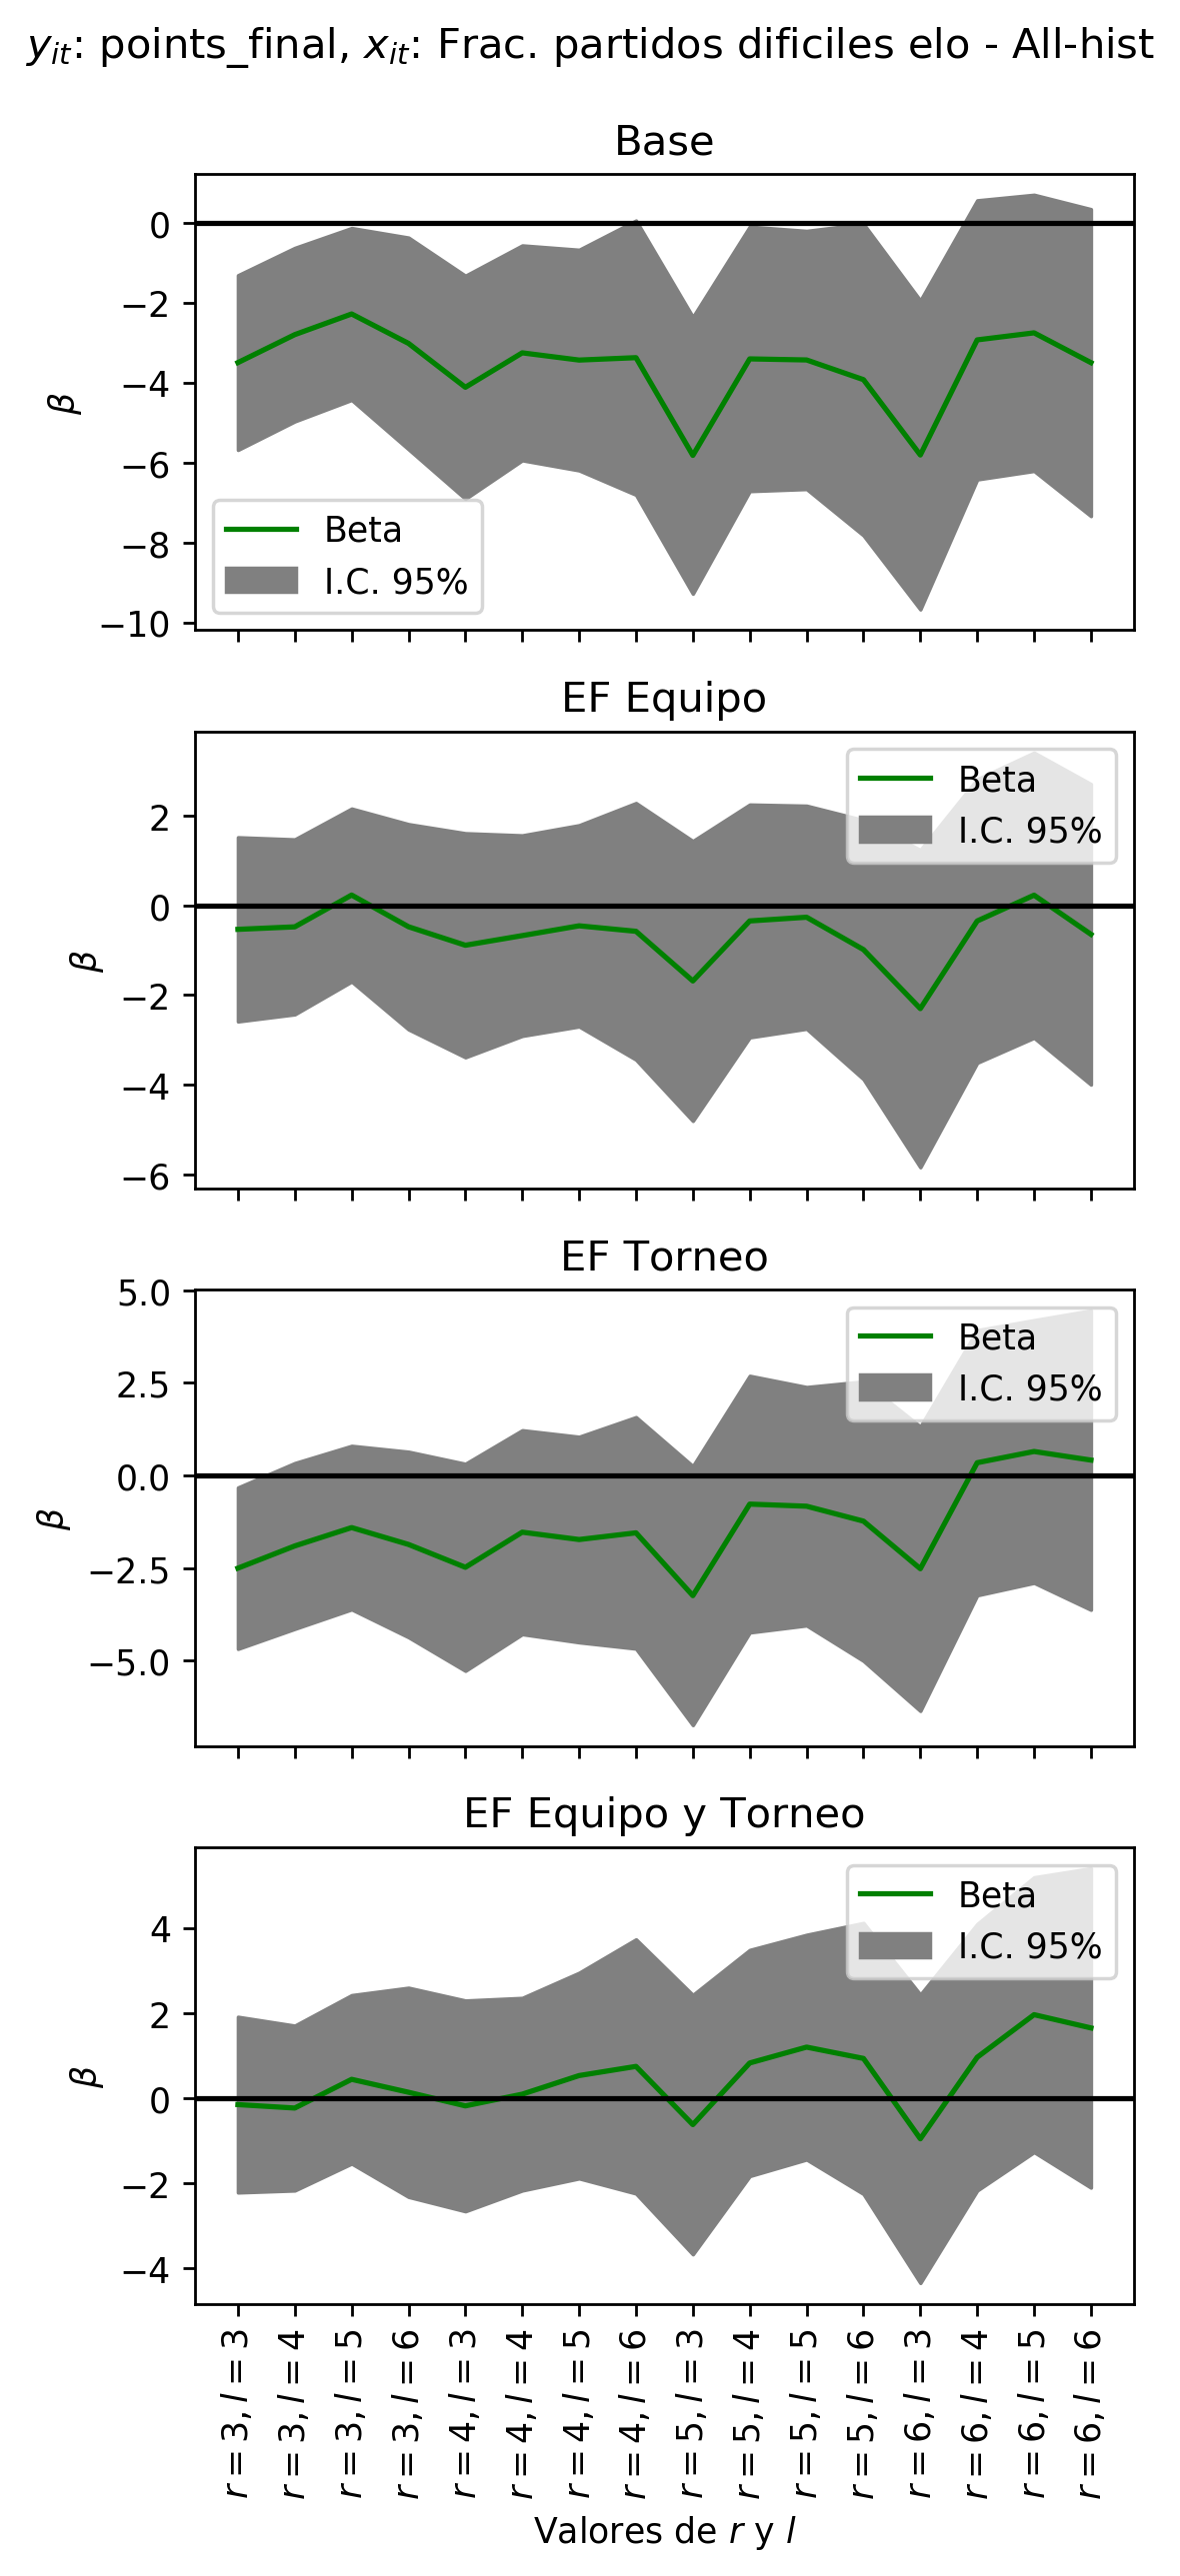 y_it: points_final, x_it: Frac. partidos dificiles elo - All-hist
Base
0
−2
−4
−6
−8
−10
β
Beta
I.C. 95%
EF Equipo
2
0
−2
−4
−6
β
Beta
I.C. 95%
EF Torneo
5.0
2.5
0.0
−2.5
−5.0
β
Beta
I.C. 95%
EF Equipo y Torneo
4
2
0
−2
−4
β
Beta
I.C. 95%
r = 3, l = 3
r = 3, l = 4
r = 3, l = 5
r = 3, l = 6
r = 4, l = 3
r = 4, l = 4
r = 4, l = 5
r = 4, l = 6
r = 5, l = 3
r = 5, l = 4
r = 5, l = 5
r = 5, l = 6
r = 6, l = 3
r = 6, l = 4
r = 6, l = 5
r = 6, l = 6
Valores de r y l